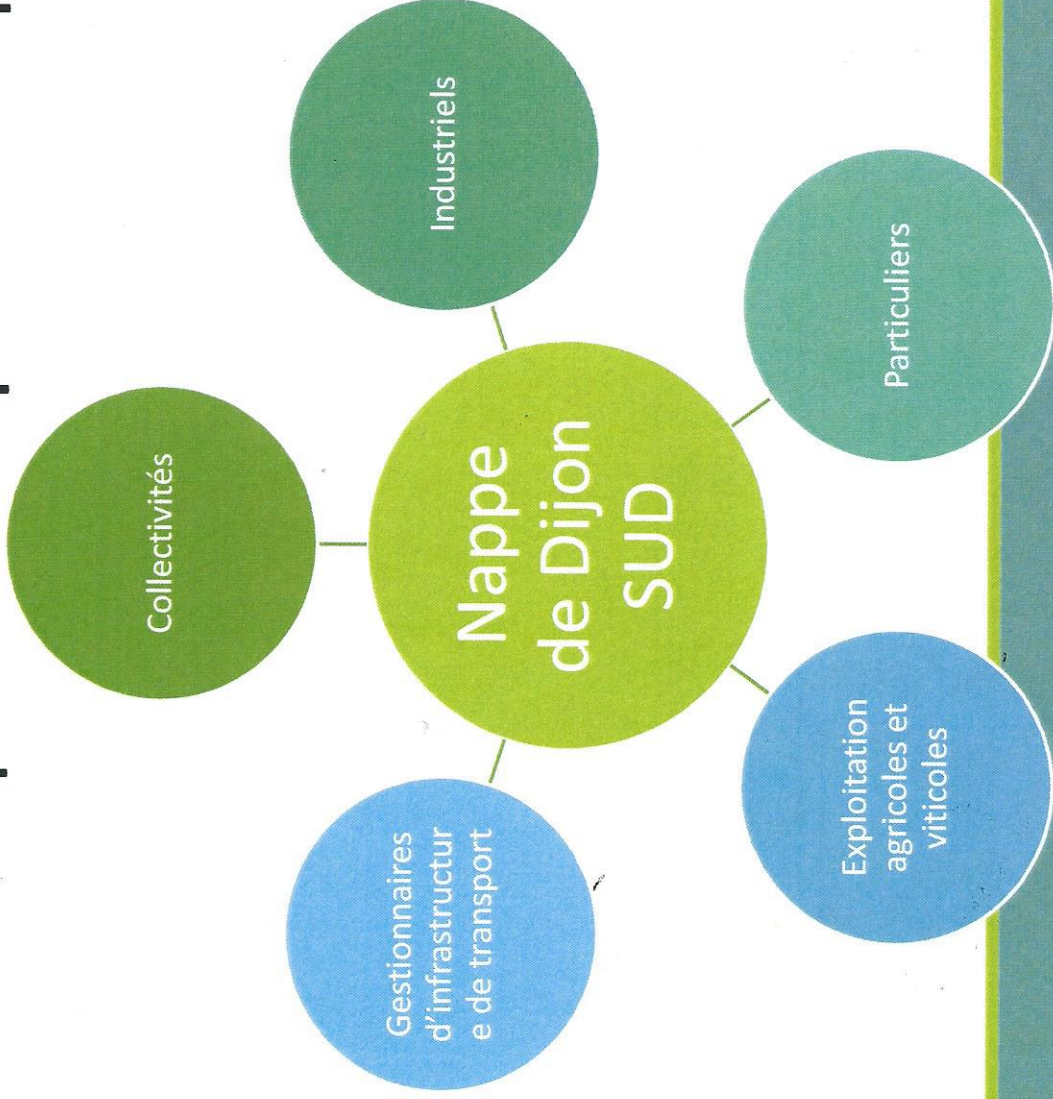 Collectivités
Industriels
Particuliers
Exploitation
agricoles et
viticoles
Gestionnaires
d'infrastructur
e de transport
Nappe
de Dijon
SUD